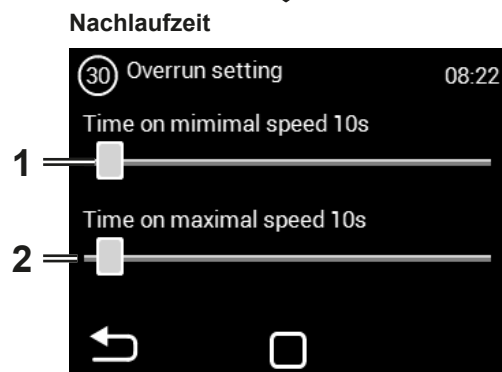 Nachlaufzeit
30 Overrun setting 08:22
Time on mimimal speed 10s
1
Time on maximal speed 10s
2